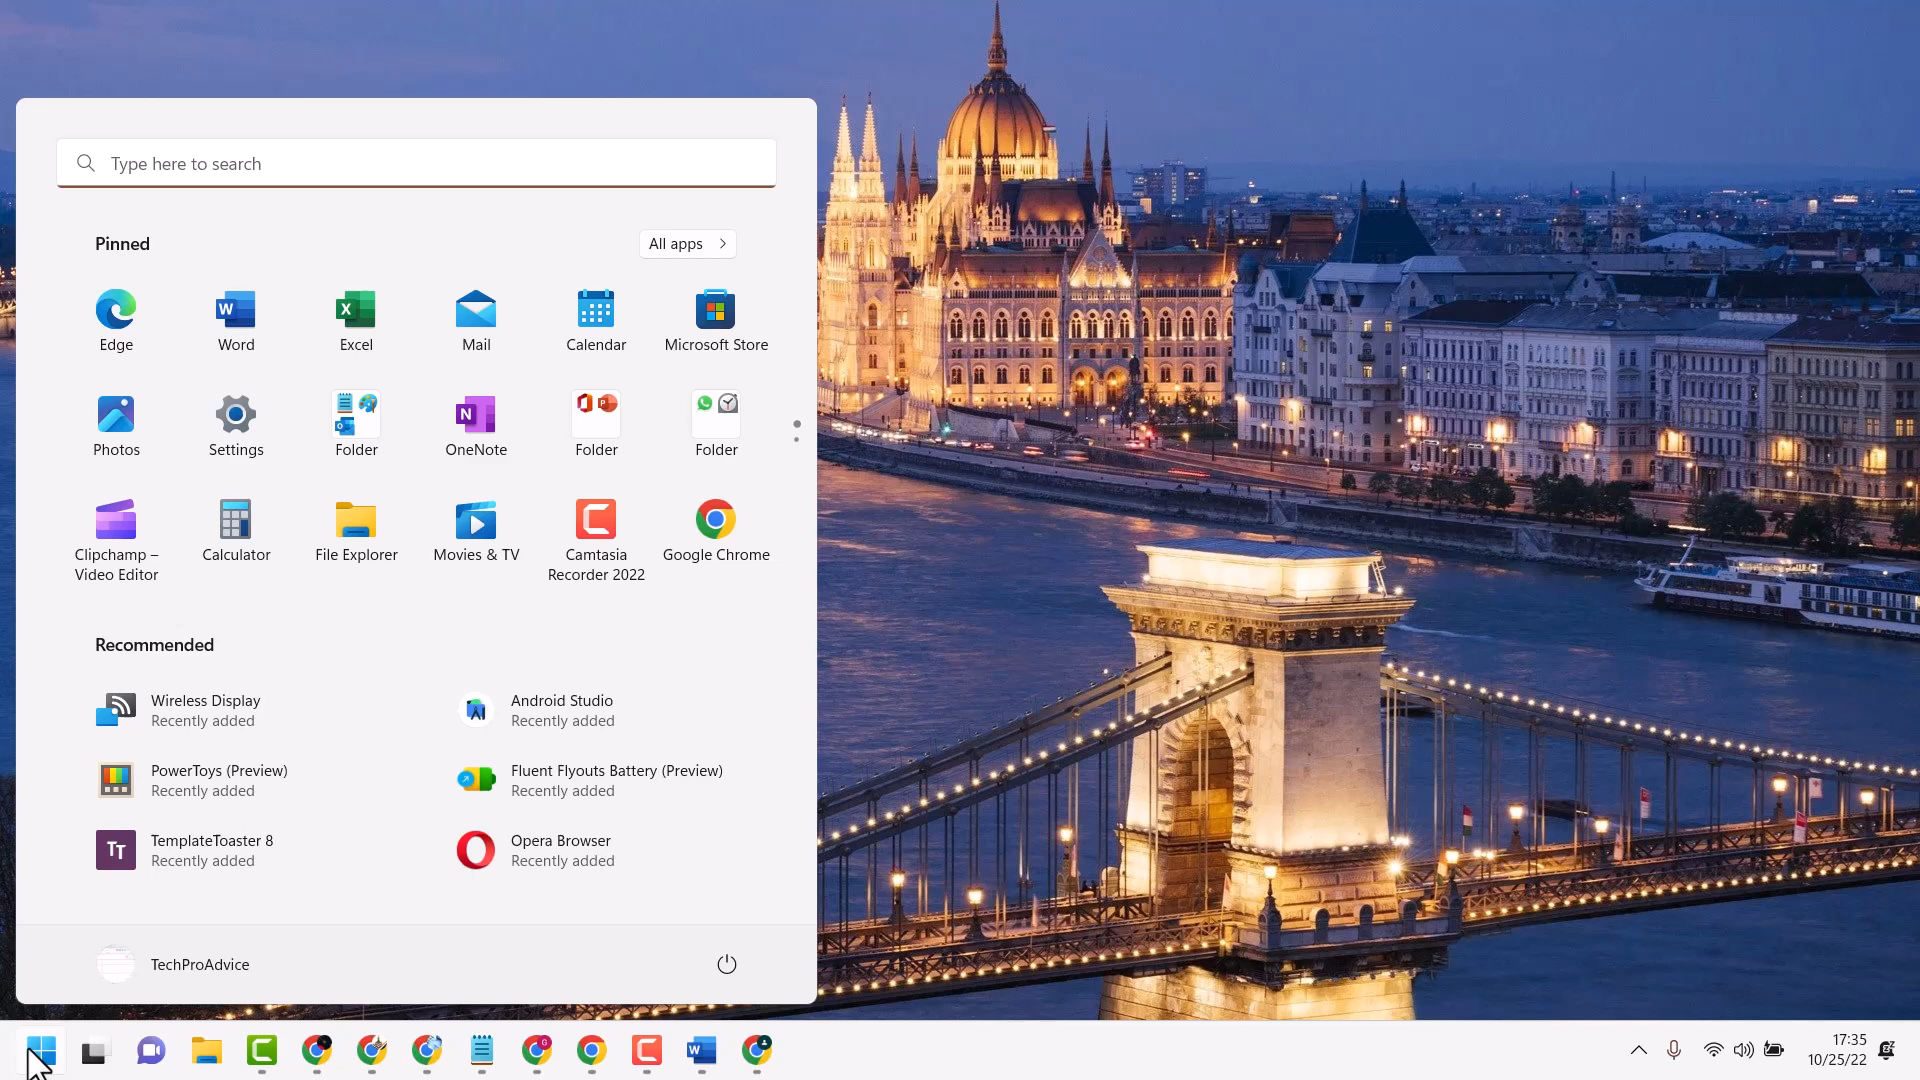 Type here to search
Pinned
All apps
Edge
Word
Excel
Mail
Calendar
Microsoft Store
Photos
Settings
Folder
OneNote
Folder
Folder
Clipchamp –
Video Editor
Calculator
File Explorer
Movies & TV
Camtasia
Recorder 2022
Google Chrome
Recommended
Wireless Display
Recently added
Android Studio
Recently added
PowerToys (Preview)
Recently added
Fluent Flyouts Battery (Preview)
Recently added
TT
TemplateToaster 8
Recently added
Opera Browser
Recently added
TechProAdvice
17:35
10/25/22